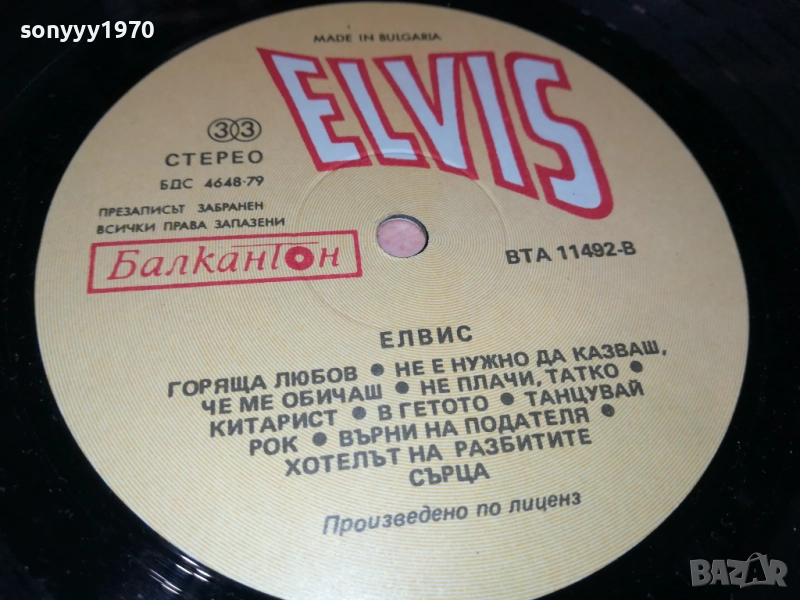 sonyyy1970
MADE IN BULGARIA
ELVIS
33
СТЕРЕО
БДС 4648-79
ПРЕЗАПИСЪТ ЗАБРАНЕН
ВСИЧКИ ПРАВА ЗАПАЗЕНИ
Балкантон
ВТА 11492-В
ЕЛВИС
ГОРЯЩА ЛЮБОВ • НЕ Е НУЖНО ДА КАЗВАШ,
ЧЕ МЕ ОБИЧАШ • НЕ ПЛАЧИ, ТАТКО •
КИТАРИСТ • В ГЕТОТО • ТАНЦУВАЙ
РОК • ВЪРНИ НА ПОДАТЕЛЯ •
ХОТЕЛЪТ НА РАЗБИТИТЕ
СЪРЦА
Произведено по лиценз
BAZAR